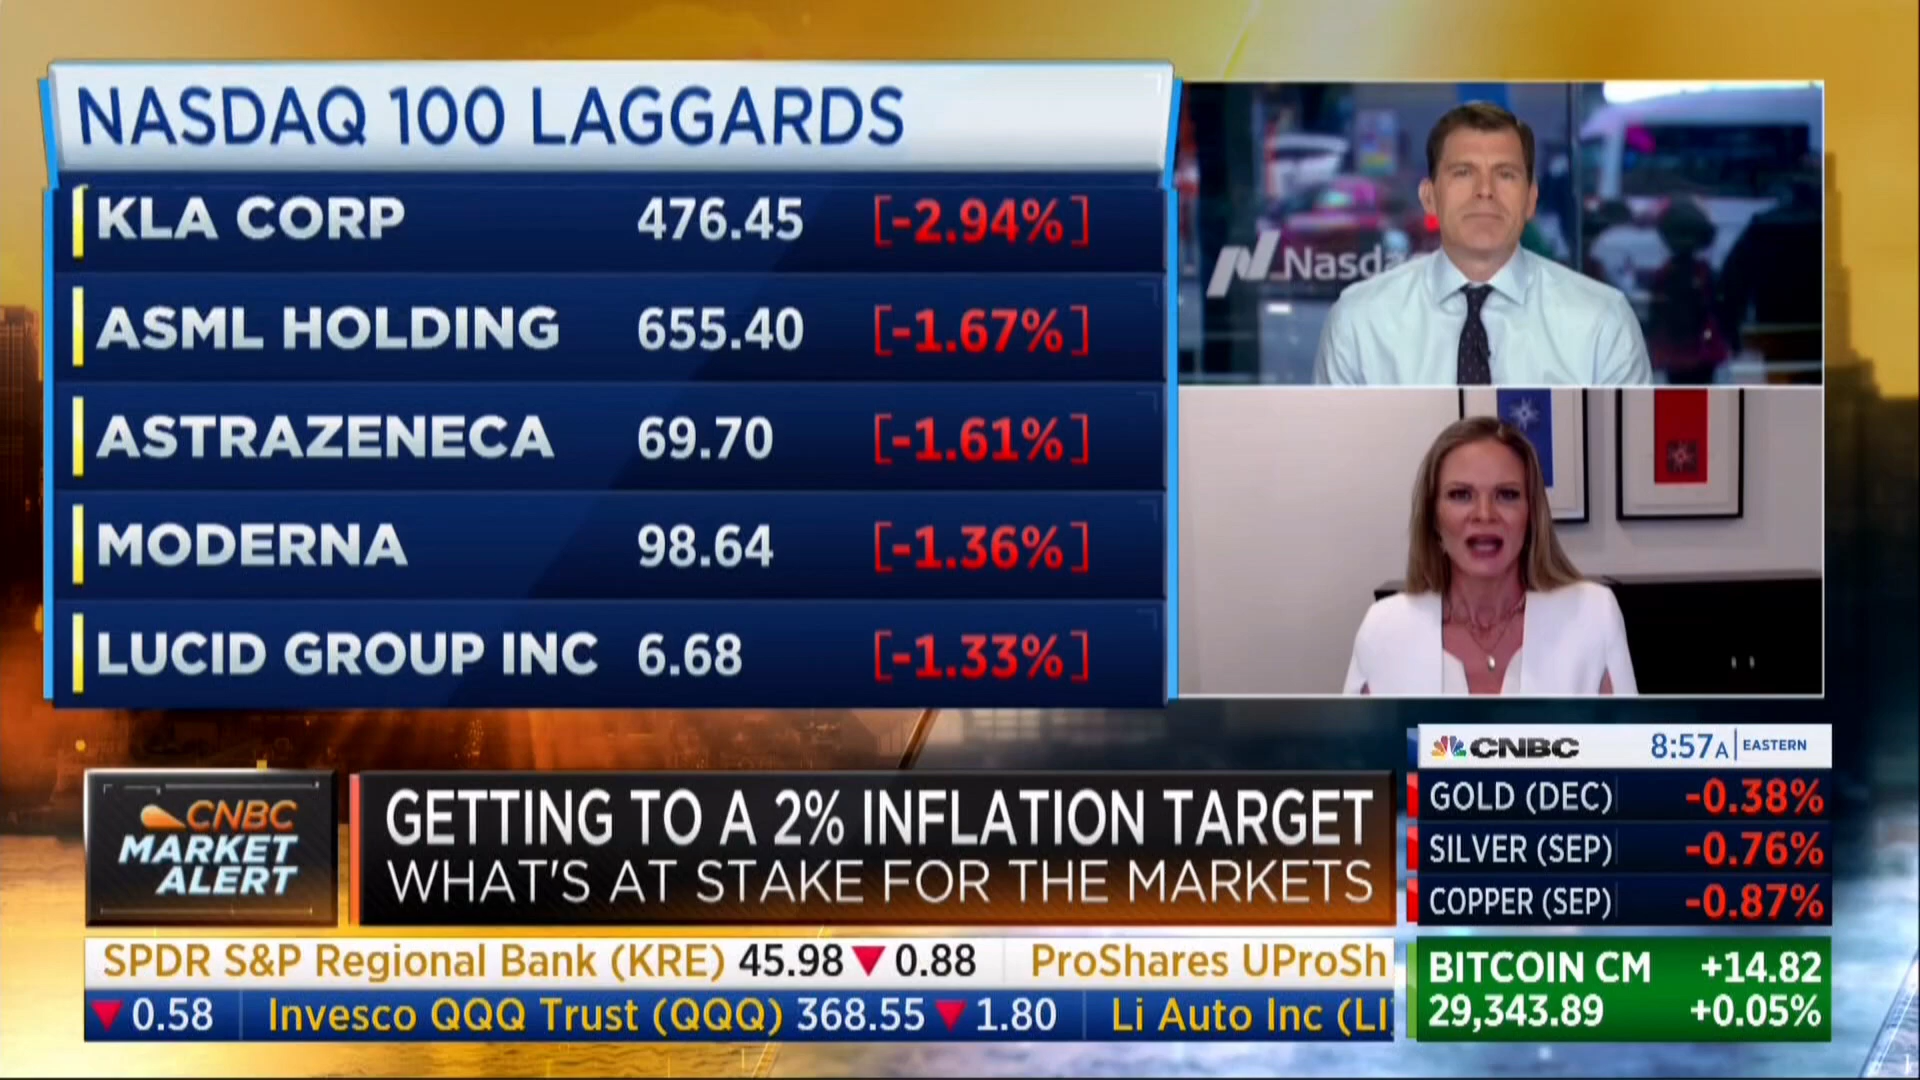 NASDAQ 100 LAGGARDS
KLA CORP 476.45 [-2.94%]
ASML HOLDING 655.40 [-1.67%]
ASTRAZENECA 69.70 [-1.61%]
MODERNA 98.64 [-1.36%]
LUCID GROUP INC 6.68 [-1.33%]
Nasda
CNBC 8:57A EASTERN
GOLD (DEC) -0.38%
SILVER (SEP) -0.76%
COPPER (SEP) -0.87%
BITCOIN CM +14.82
29,343.89 +0.05%
CNBC
MARKET
ALERT
GETTING TO A 2% INFLATION TARGET
WHAT'S AT STAKE FOR THE MARKETS
SPDR S&P Regional Bank (KRE) 45.98 ▼ 0.88 ProShares UProSh
▼ 0.58 Invesco QQQ Trust (QQQ) 368.55 ▼ 1.80 Li Auto Inc (LI